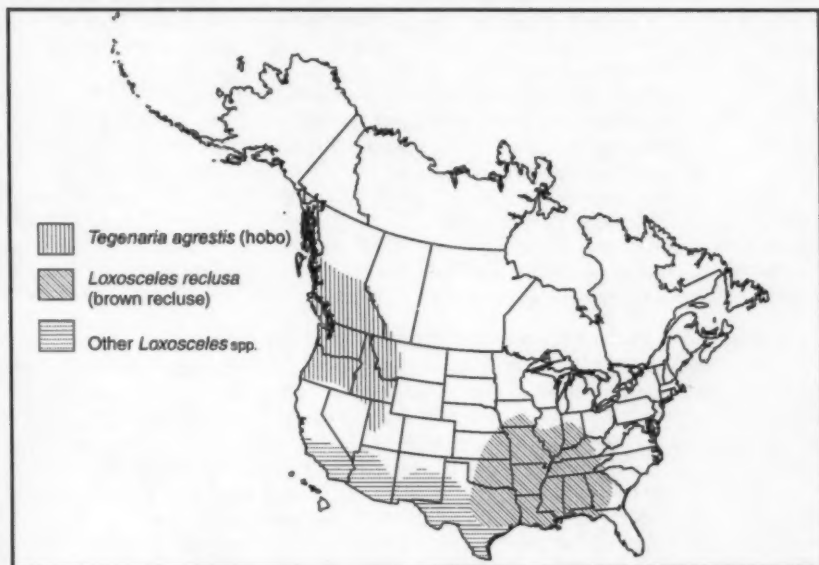 Tegenaria agrestis (hobo)
Loxosceles reclusa
(brown recluse)
Other Loxosceles spp.